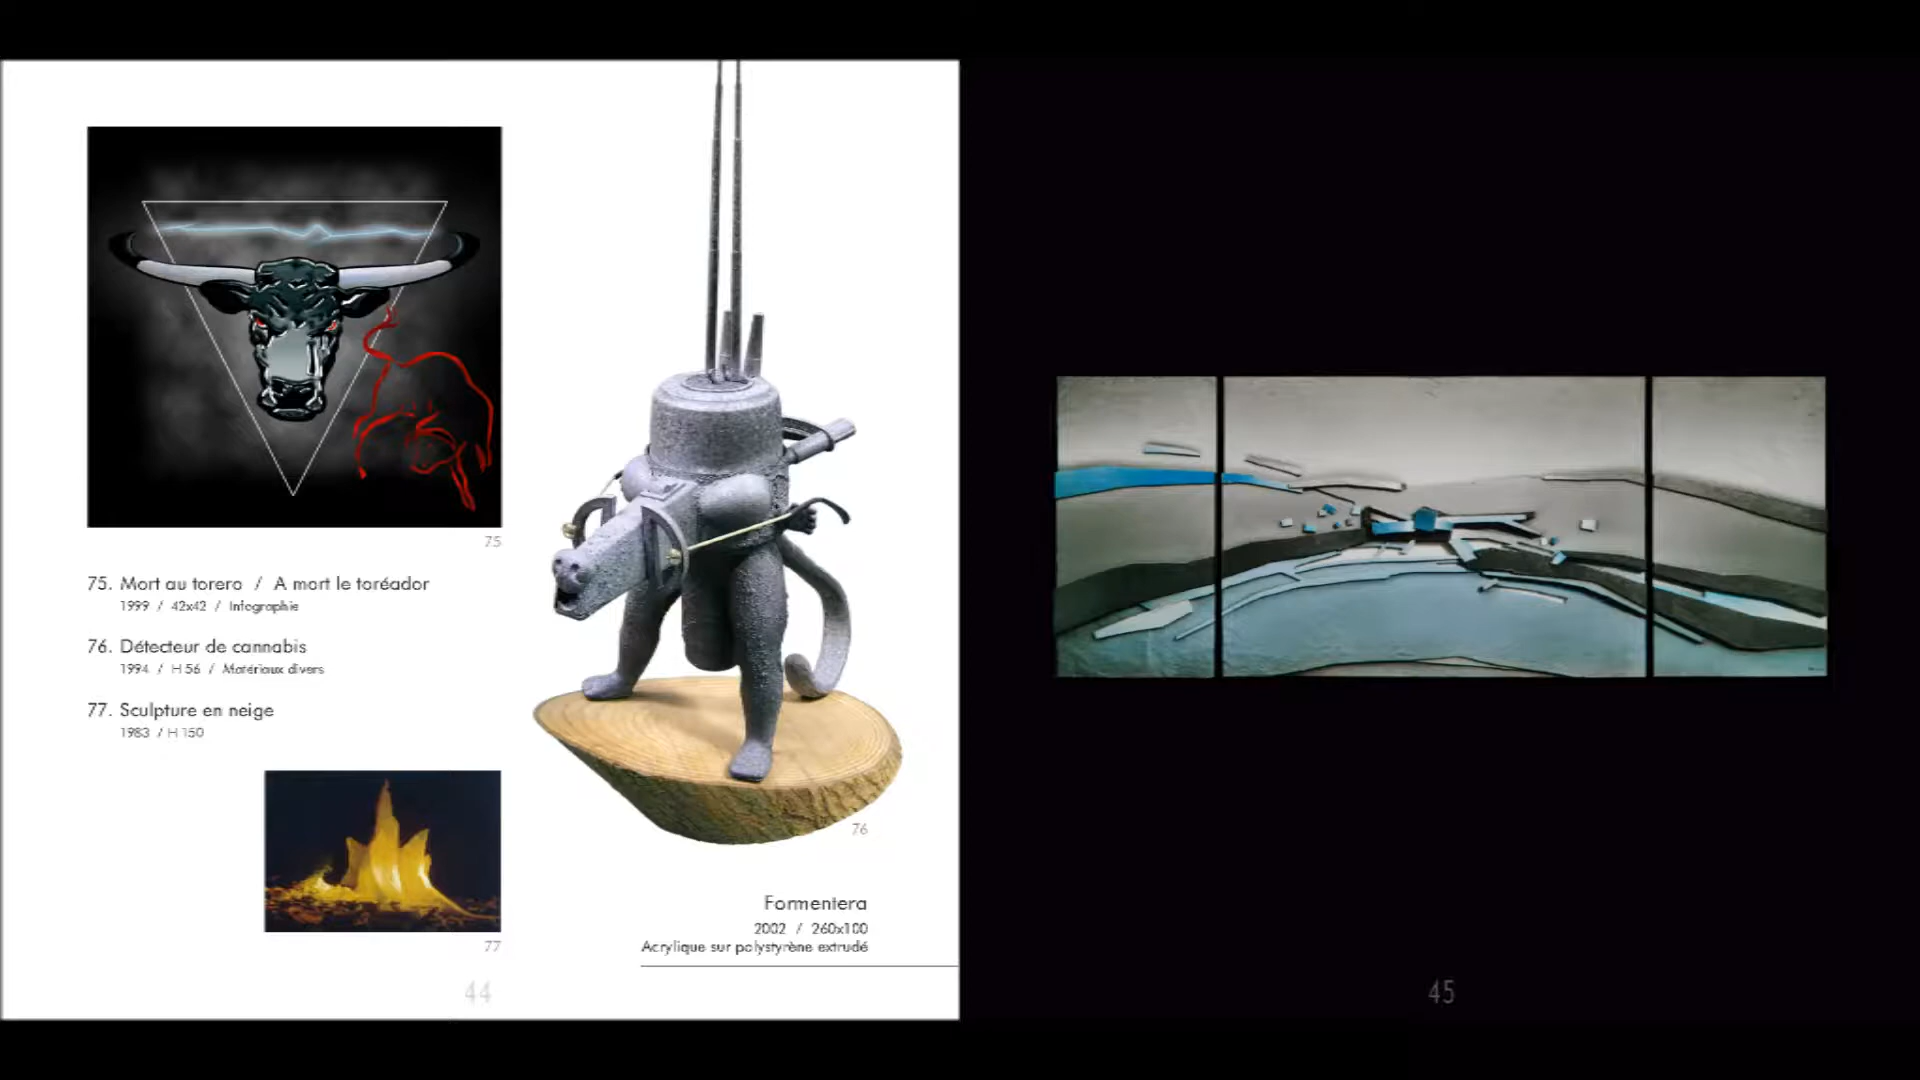 75
75. Mort au torero / A mort le toréador
1999 / 42x42 / Infographie
76. Détecteur de cannabis
1994 / H 56 / Matériaux divers
77. Sculpture en neige
1983 / H 150
77
76
Formentera
2002 / 260x100
Acrylique sur polystyrène extrudé
44
45